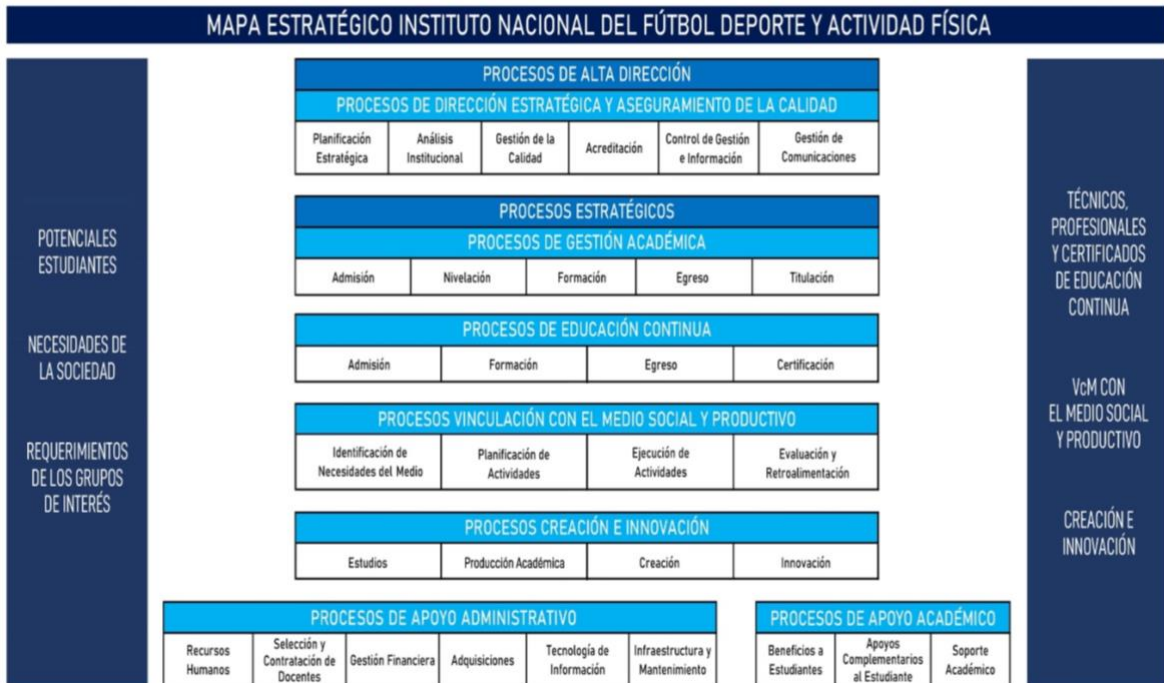 MAPA ESTRATÉGICO INSTITUTO NACIONAL DEL FÚTBOL DEPORTE Y ACTIVIDAD FÍSICA
POTENCIALES
ESTUDIANTES
NECESIDADES DE
LA SOCIEDAD
REQUERIMIENTOS
DE LOS GRUPOS
DE INTERÉS
PROCESOS DE ALTA DIRECCIÓN
PROCESOS DE DIRECCIÓN ESTRATÉGICA Y ASEGURAMIENTO DE LA CALIDAD
Planificación
Estratégica
Análisis
Institucional
Gestión de la
Calidad
Acreditación
Control de Gestión
e Información
Gestión de
Comunicaciones
PROCESOS ESTRATÉGICOS
PROCESOS DE GESTIÓN ACADÉMICA
Admisión
Nivelación
Formación
Egreso
Titulación
PROCESOS DE EDUCACIÓN CONTINUA
Admisión
Formación
Egreso
Certificación
PROCESOS VINCULACIÓN CON EL MEDIO SOCIAL Y PRODUCTIVO
Identificación de
Necesidades del Medio
Planificación de
Actividades
Ejecución de
Actividades
Evaluación y
Retroalimentación
PROCESOS CREACIÓN E INNOVACIÓN
Estudios
Producción Académica
Creación
Innovación
PROCESOS DE APOYO ADMINISTRATIVO
Recursos
Humanos
Selección y
Contratación de
Docentes
Gestión Financiera
Adquisiciones
Tecnología de
Información
Infraestructura y
Mantenimiento
PROCESOS DE APOYO ACADÉMICO
Beneficios a
Estudiantes
Apoyos
Complementarios
al Estudiante
Soporte
Académico
TÉCNICOS,
PROFESIONALES
Y CERTIFICADOS
DE EDUCACIÓN
CONTINUA
VcM CON
EL MEDIO SOCIAL
Y PRODUCTIVO
CREACIÓN E
INNOVACIÓN